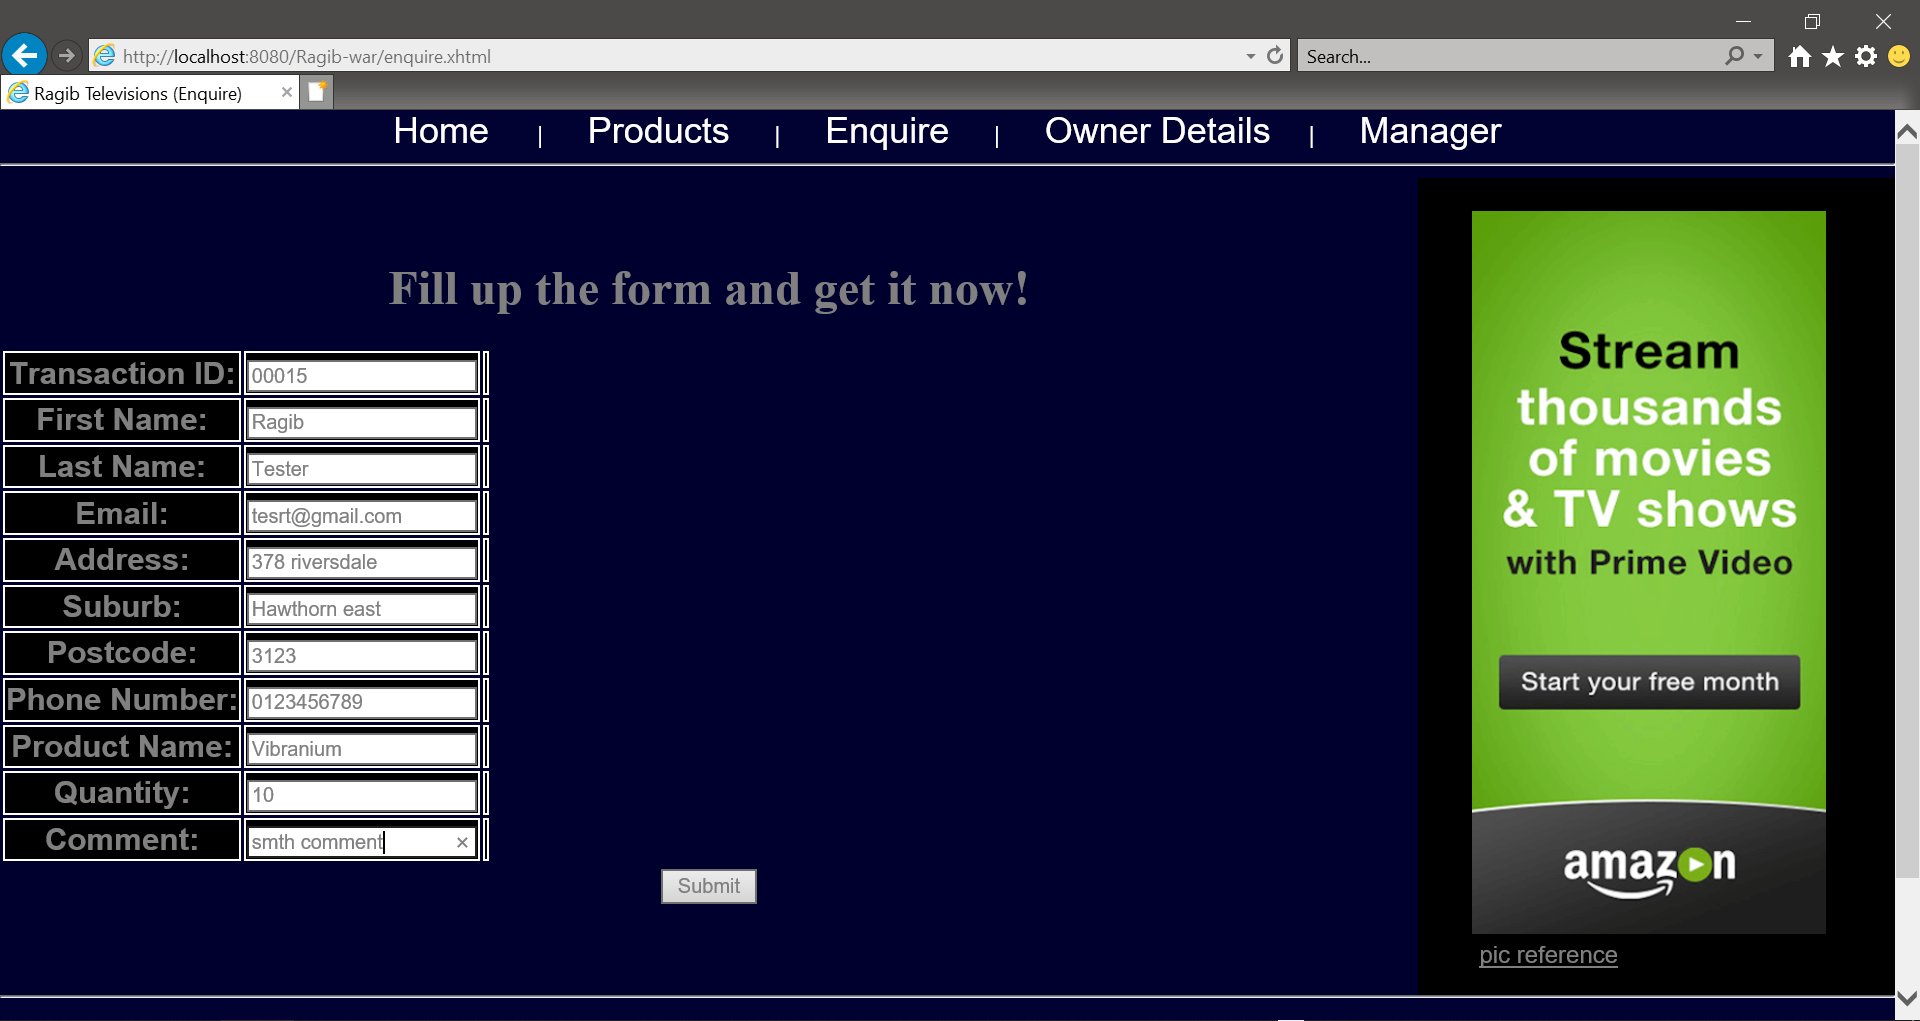 http://localhost:8080/Ragib-war/enquire.xhtml
Search...
Ragib Televisions (Enquire)
Home | Products | Enquire | Owner Details | Manager
Fill up the form and get it now!
Transaction ID: 00015
First Name: Ragib
Last Name: Tester
Email: tesrt@gmail.com
Address: 378 riversdale
Suburb: Hawthorn east
Postcode: 3123
Phone Number: 0123456789
Product Name: Vibranium
Quantity: 10
Comment: smth comment
Submit
Stream
thousands
of movies
& TV shows
with Prime Video
Start your free month
amazon
pic reference